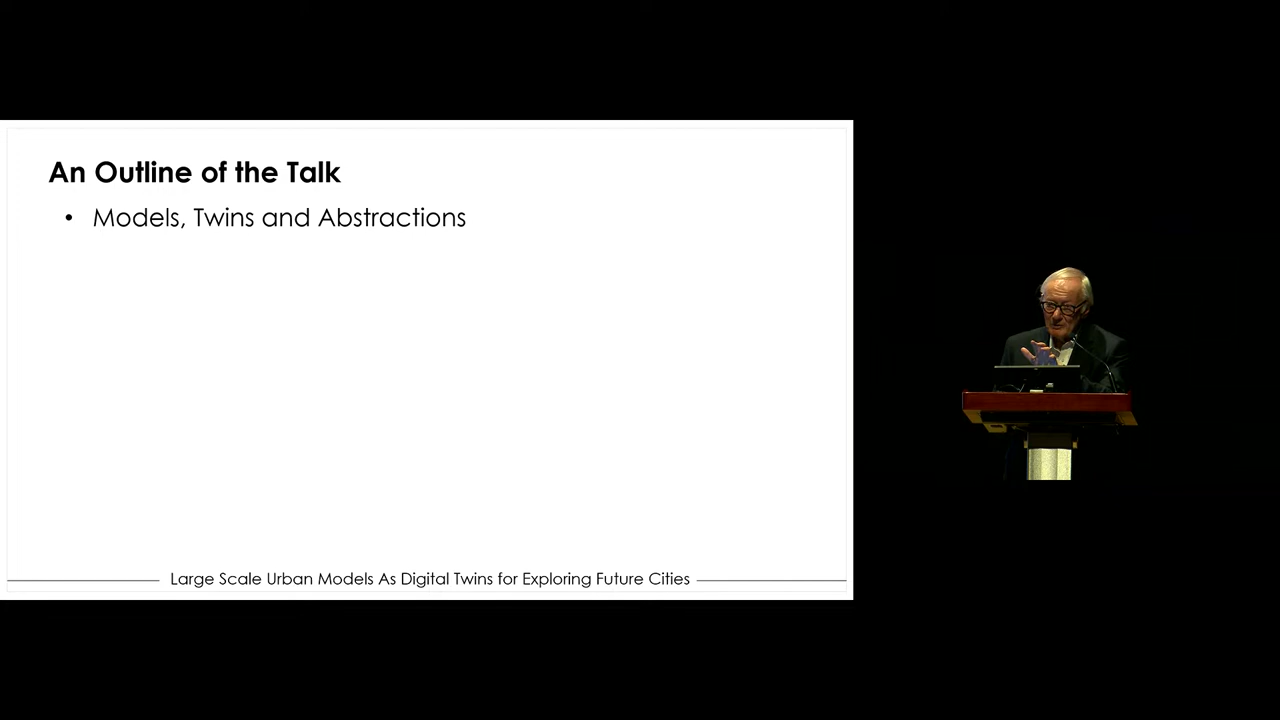 An Outline of the Talk
• Models, Twins and Abstractions
Large Scale Urban Models As Digital Twins for Exploring Future Cities